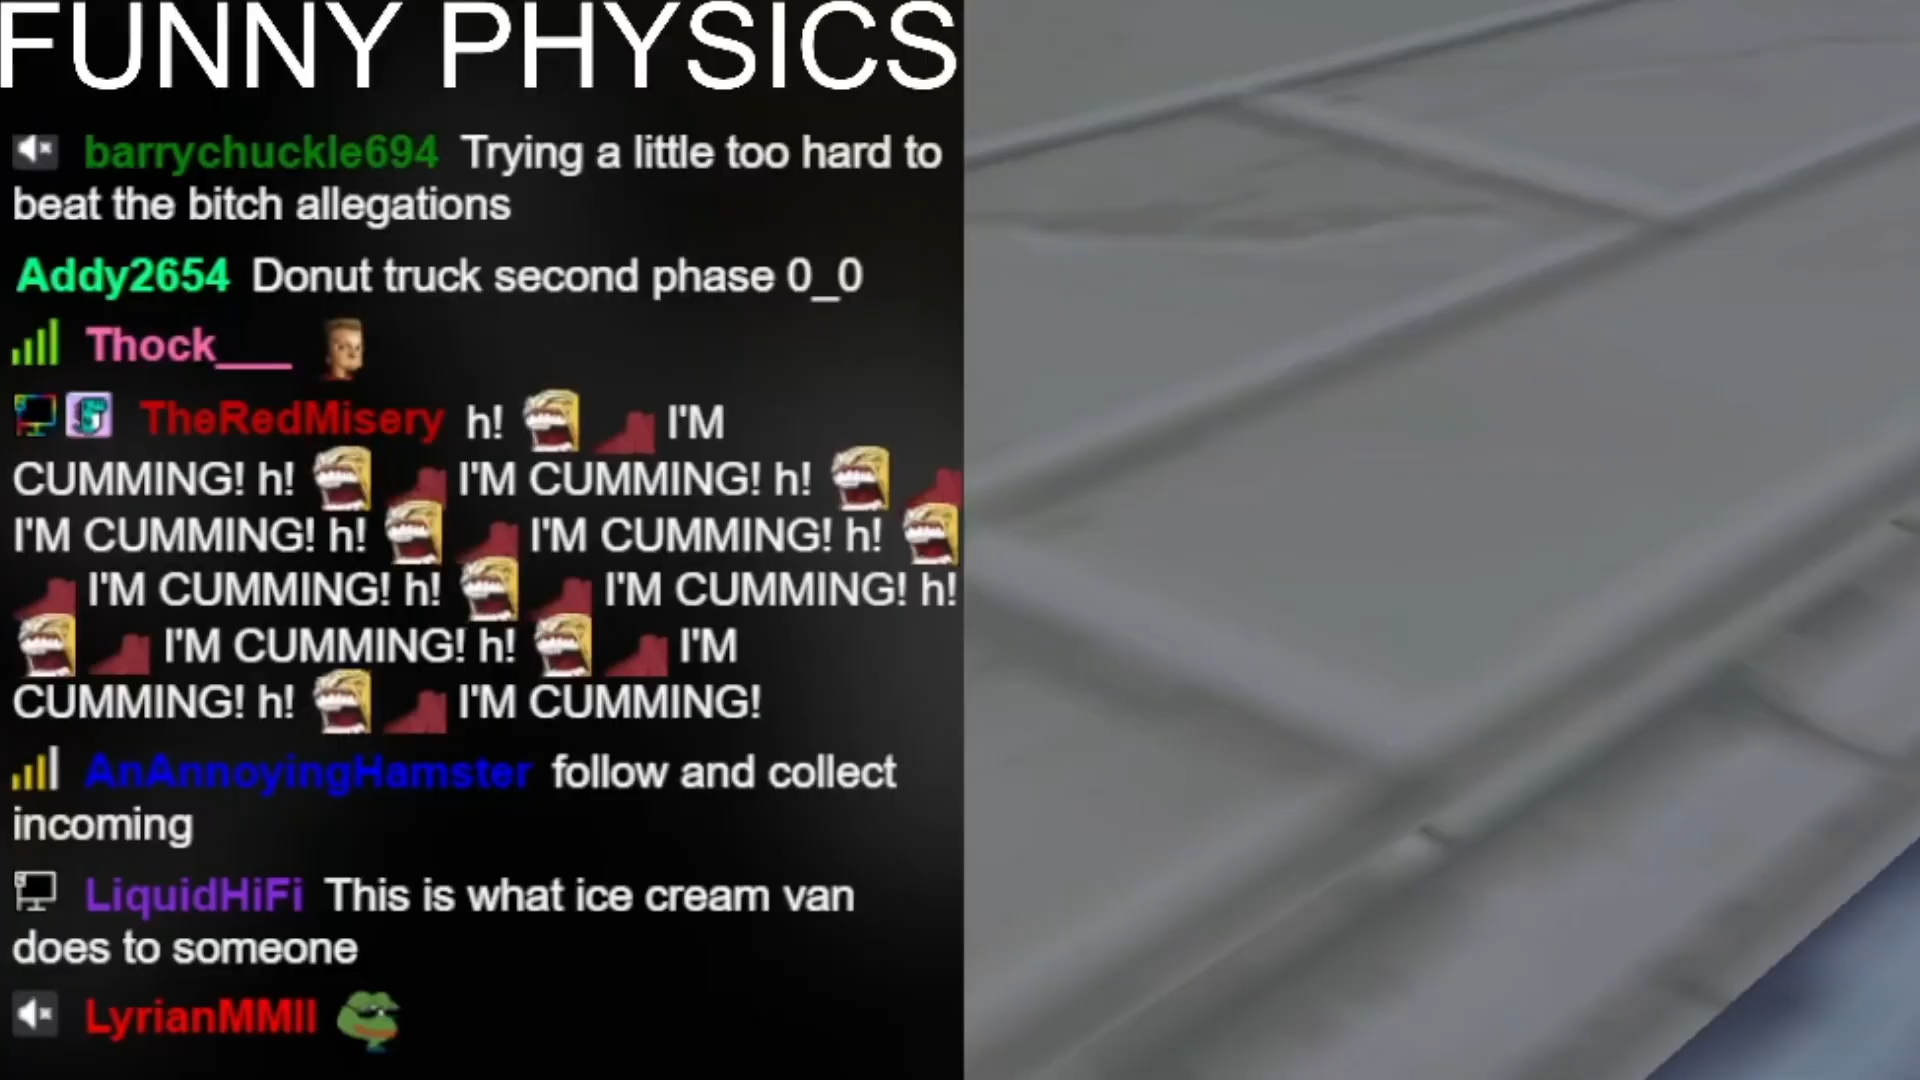 FUNNY PHYSICS
barrychuckle694 Trying a little too hard to
beat the bitch allegations
Addy2654 Donut truck second phase 0_0
Thock___
TheRedMisery h! I'M
CUMMING! h! I'M CUMMING! h!
I'M CUMMING! h! I'M CUMMING! h!
I'M CUMMING! h! I'M CUMMING! h!
I'M CUMMING! h! I'M
CUMMING! h! I'M CUMMING!
AnAnnoyingHamster follow and collect
incoming
LiquidHiFi This is what ice cream van
does to someone
LyrianMMII